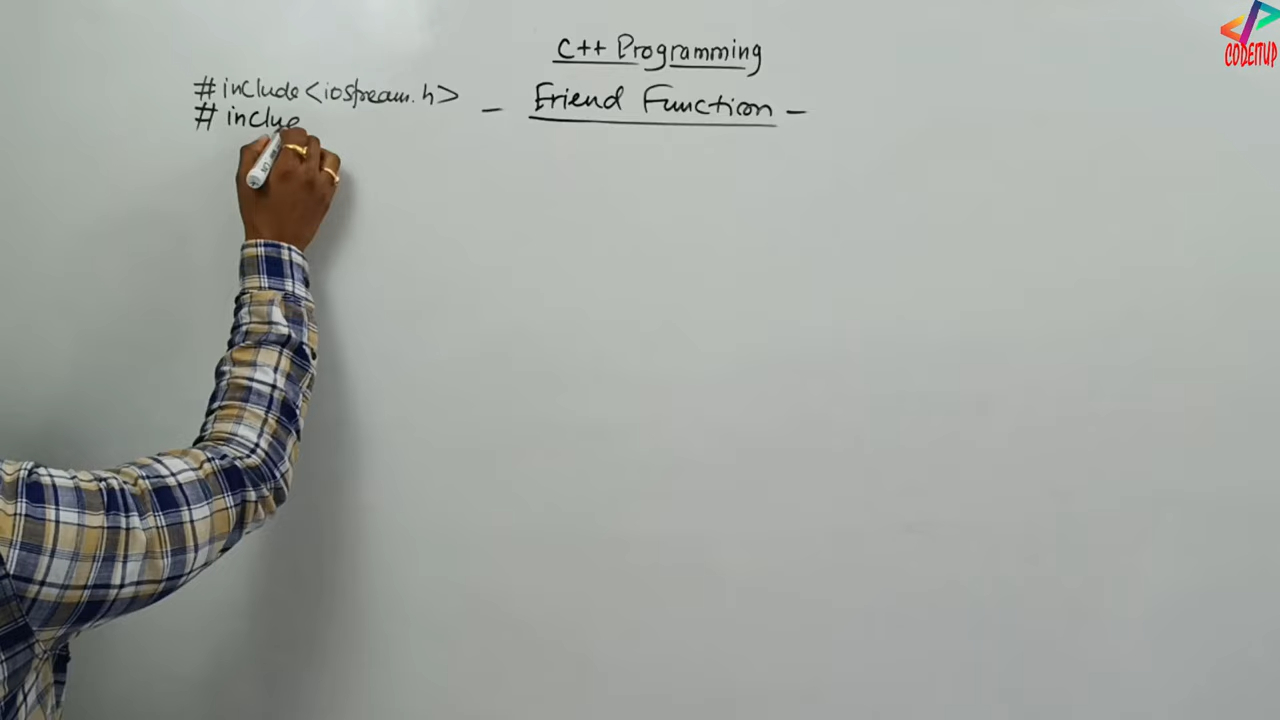 C++ Programming
#include<iostream.h>
- Friend Function -
# inclue
CODEITUP